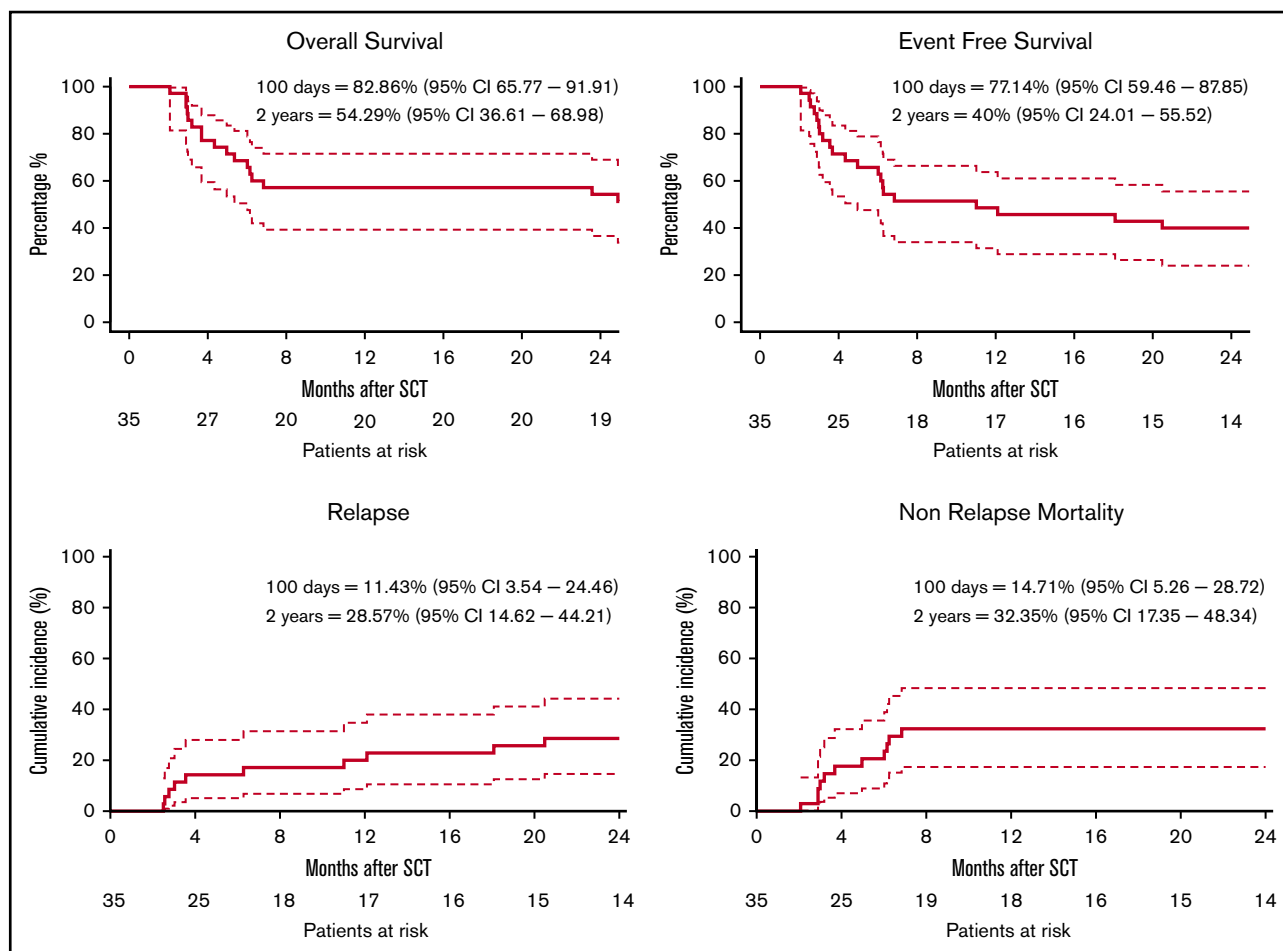 Overall Survival
100 days = 82.86% (95% CI 65.77 – 91.91)
2 years = 54.29% (95% CI 36.61 – 68.98)
Percentage %
100
80
60
40
20
0
0 4 8 12 16 20 24
Months after SCT
35 27 20 20 20 20 19
Patients at risk
Event Free Survival
100 days = 77.14% (95% CI 59.46 – 87.85)
2 years = 40% (95% CI 24.01 – 55.52)
Percentage %
100
80
60
40
20
0
0 4 8 12 16 20 24
Months after SCT
35 25 18 17 16 15 14
Patients at risk
Relapse
100 days = 11.43% (95% CI 3.54 – 24.46)
2 years = 28.57% (95% CI 14.62 – 44.21)
Cumulative incidence (%)
100
80
60
40
20
0
0 4 8 12 16 20 24
Months after SCT
35 25 18 17 16 15 14
Patients at risk
Non Relapse Mortality
100 days = 14.71% (95% CI 5.26 – 28.72)
2 years = 32.35% (95% CI 17.35 – 48.34)
Cumulative incidence (%)
100
80
60
40
20
0
0 4 8 12 16 20 24
Months after SCT
35 25 19 18 16 15 14
Patients at risk